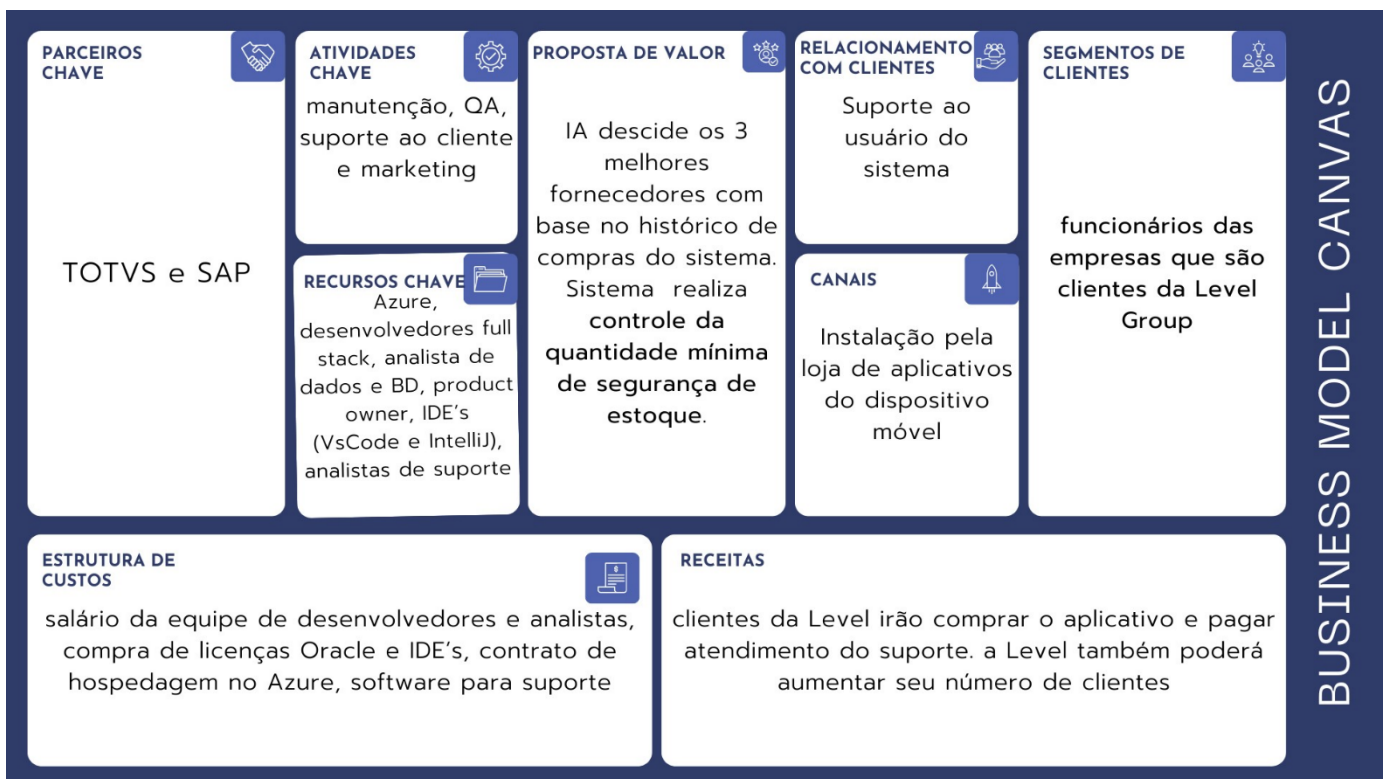 PARCEIROS
CHAVE
TOTVS e SAP
ATIVIDADES
CHAVE
manutenção, QA,
suporte ao cliente
e marketing
RECURSOS CHAVE
Azure,
desenvolvedores full
stack, analista de
dados e BD, product
owner, IDE’s
(VsCode e IntelliJ),
analistas de suporte
PROPOSTA DE VALOR
IA descide os 3
melhores
fornecedores com
base no histórico de
compras do sistema.
Sistema realiza
controle da
quantidade mínima
de segurança de
estoque.
RELACIONAMENTO
COM CLIENTES
Suporte ao
usuário do
sistema
CANAIS
Instalação pela
loja de aplicativos
do dispositivo
móvel
SEGMENTOS DE
CLIENTES
funcionários das
empresas que são
clientes da Level
Group
ESTRUTURA DE
CUSTOS
salário da equipe de desenvolvedores e analistas,
compra de licenças Oracle e IDE’s, contrato de
hospedagem no Azure, software para suporte
RECEITAS
clientes da Level irão comprar o aplicativo e pagar
atendimento do suporte. a Level também poderá
aumentar seu número de clientes
BUSINESS MODEL CANVAS